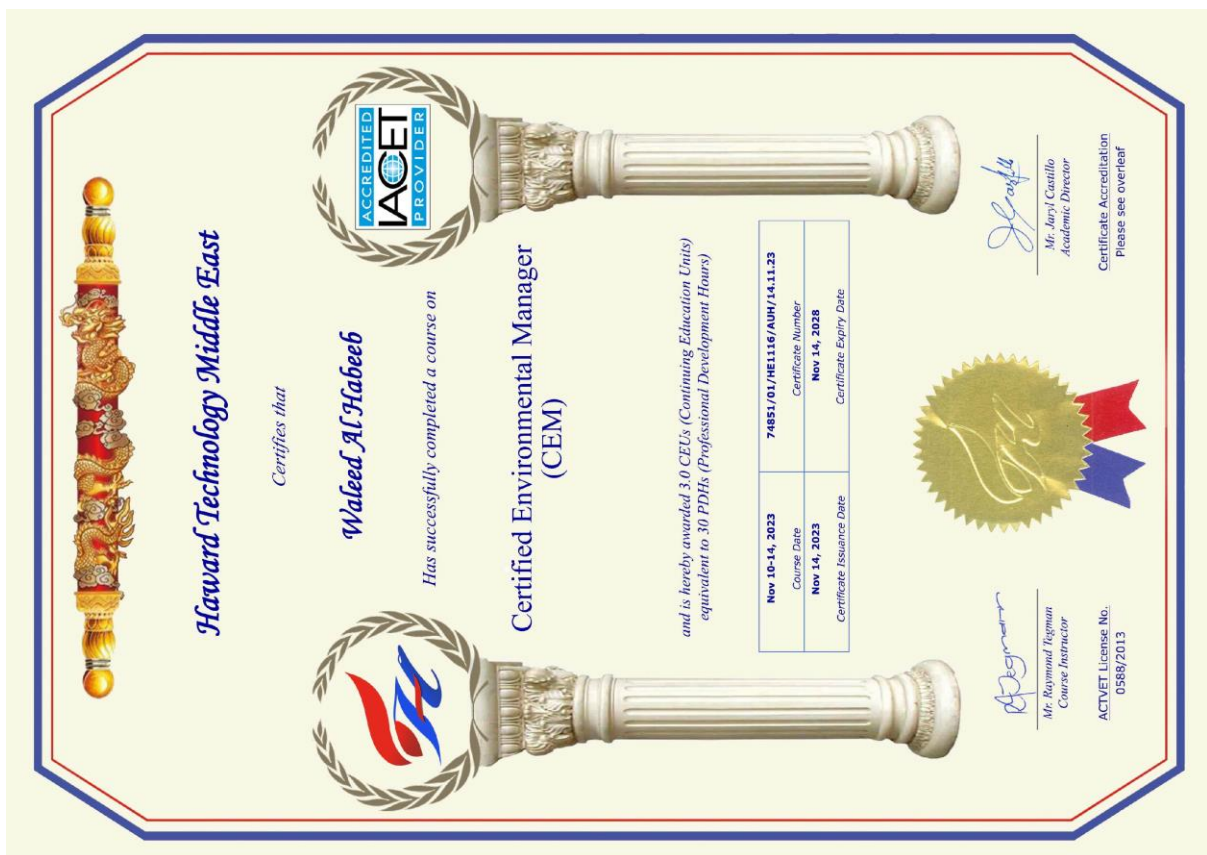 Haward Technology Middle East
Certifies that
ACCREDITED
IACET
PROVIDER
Waleed Al Habeeb
Has successfully completed a course on
Certified Environmental Manager
(CEM)
and is hereby awarded 3.0 CEUs (Continuing Education Units)
equivalent to 30 PDHs (Professional Development Hours)
Nov 10-14, 2023 74851/01/HE1116/AUH/14.11.23
Course Date Certificate Number
Nov 14, 2023 Nov 14, 2028
Certificate Issuance Date Certificate Expiry Date
Mr. Raymond Tegman
Course Instructor
Mr. Jaryl Castillo
Academic Director
ACTVET License No.
0588/2013
Certificate Accreditation
Please see overleaf